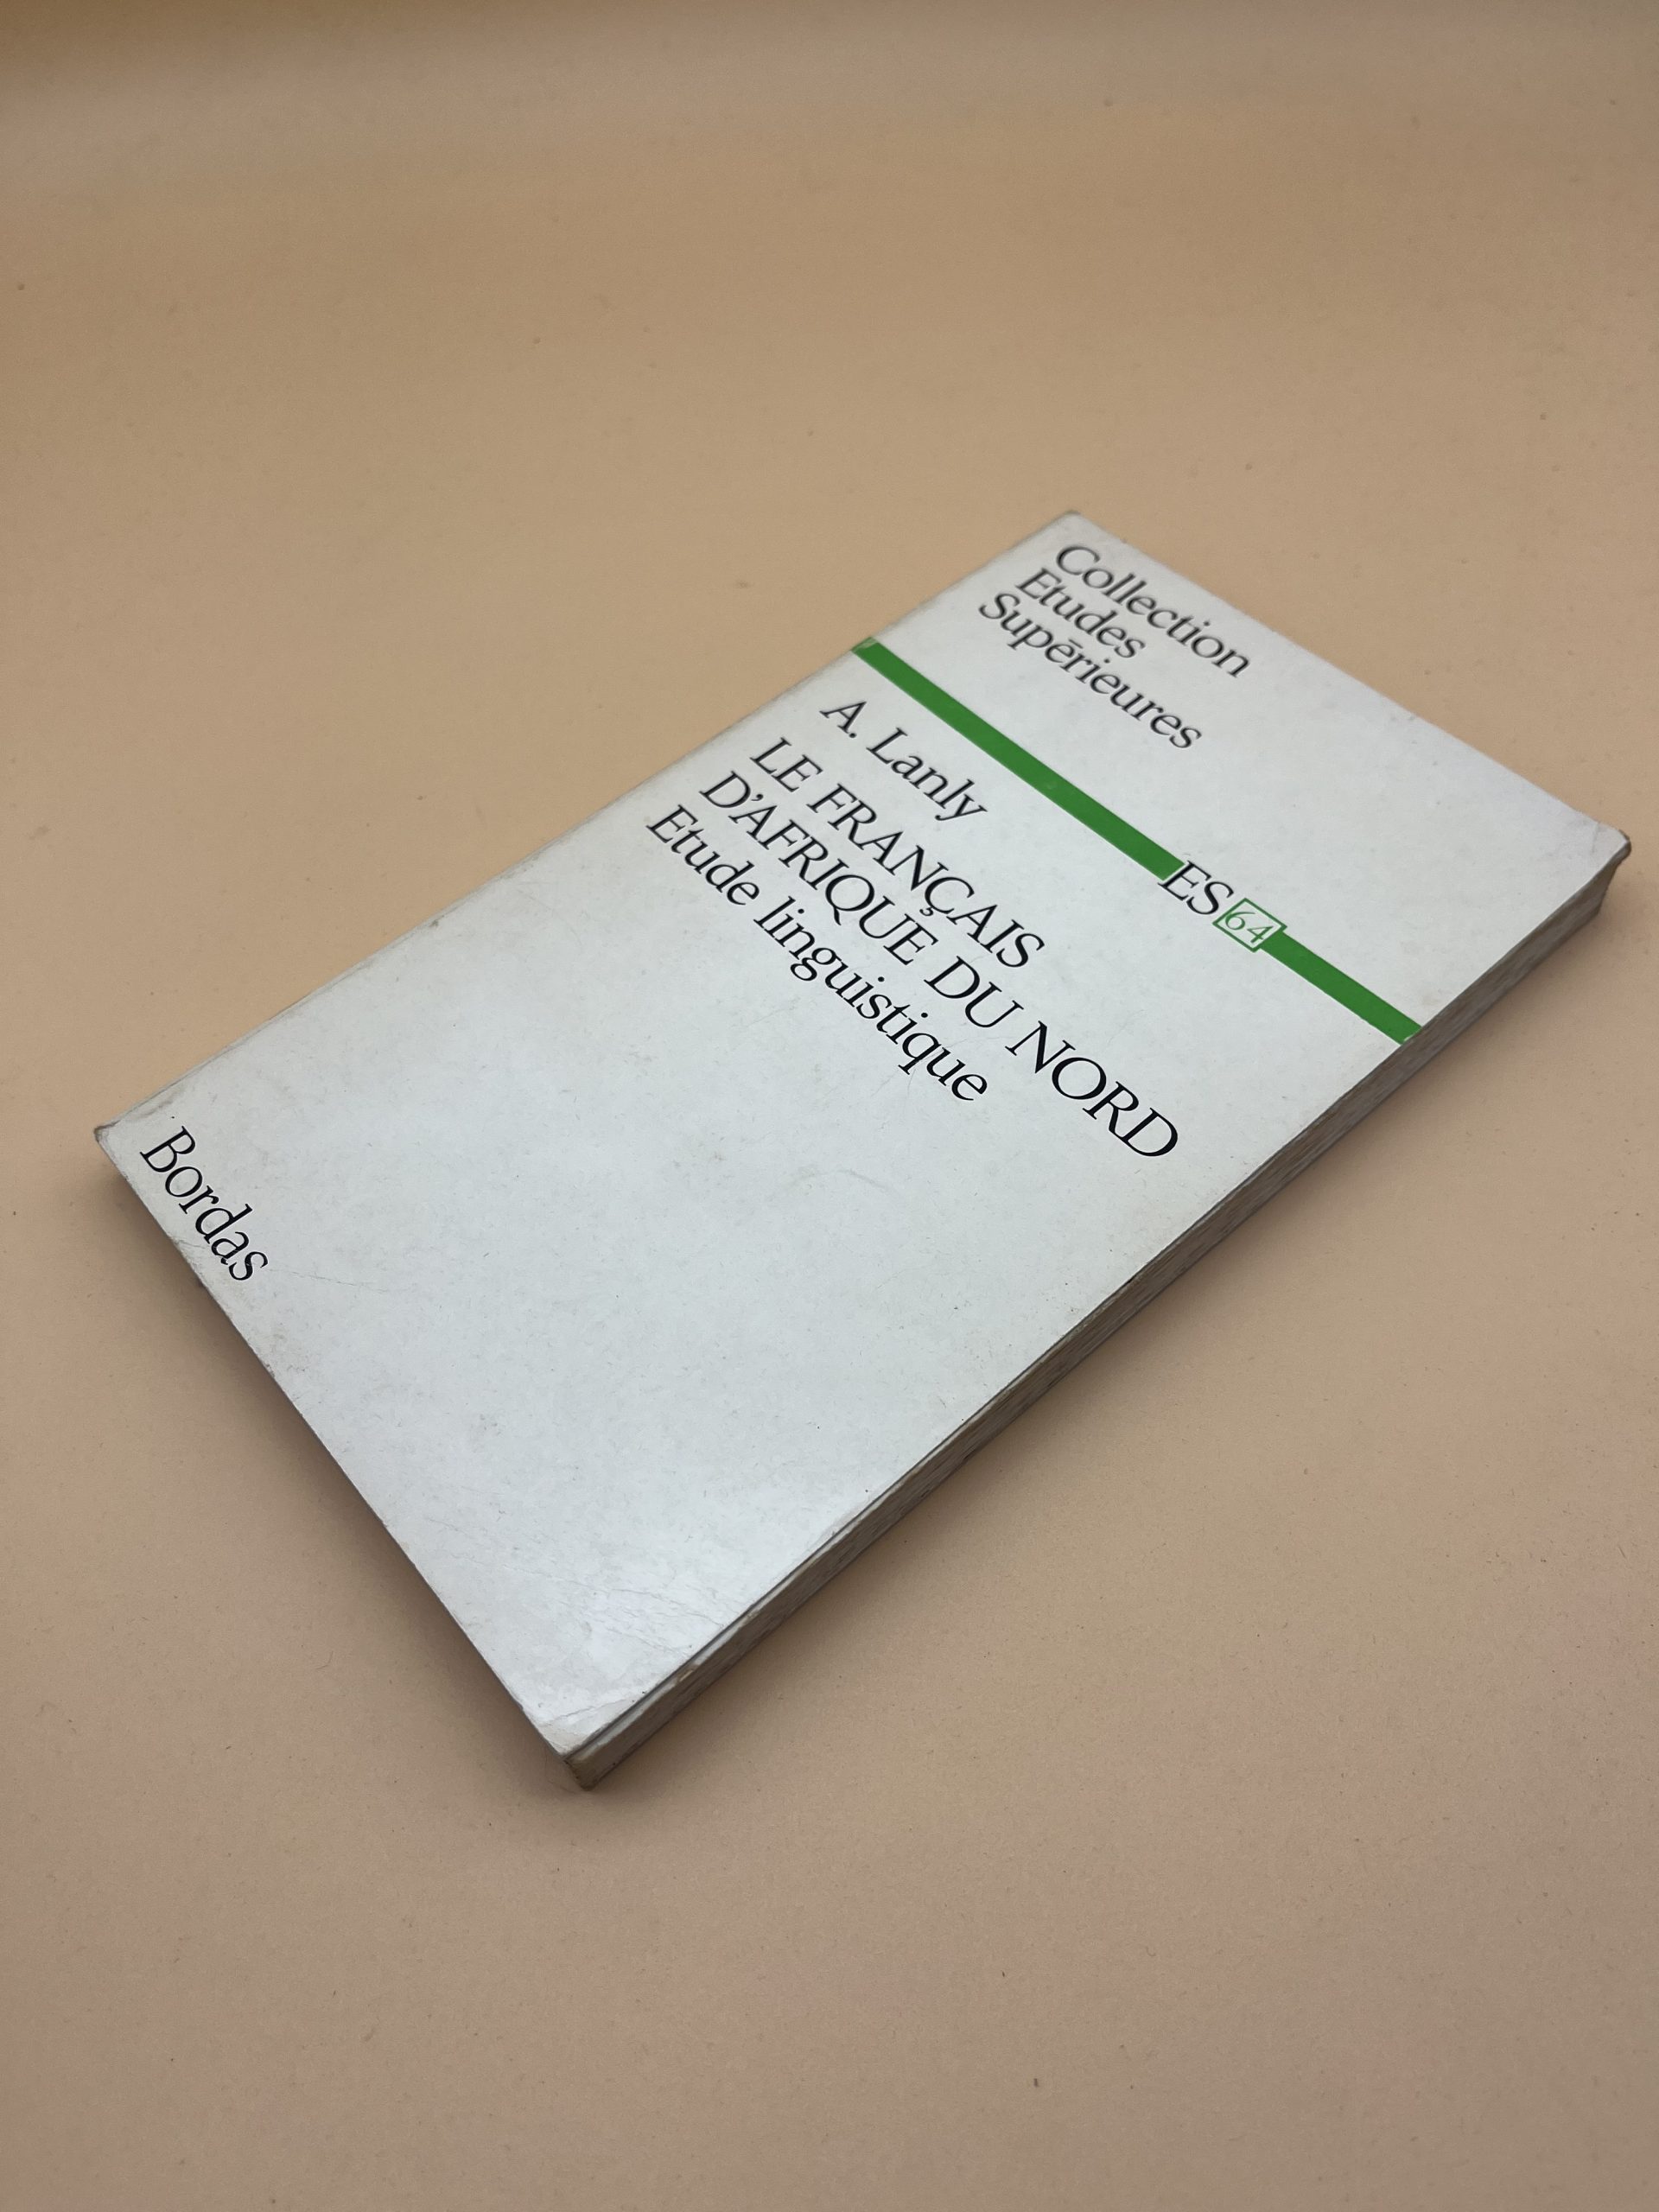 Collection
Etudes
Supérieures
ES 64
A. Lanly
LE FRANÇAIS
D'AFRIQUE DU NORD
Etude linguistique
Bordas